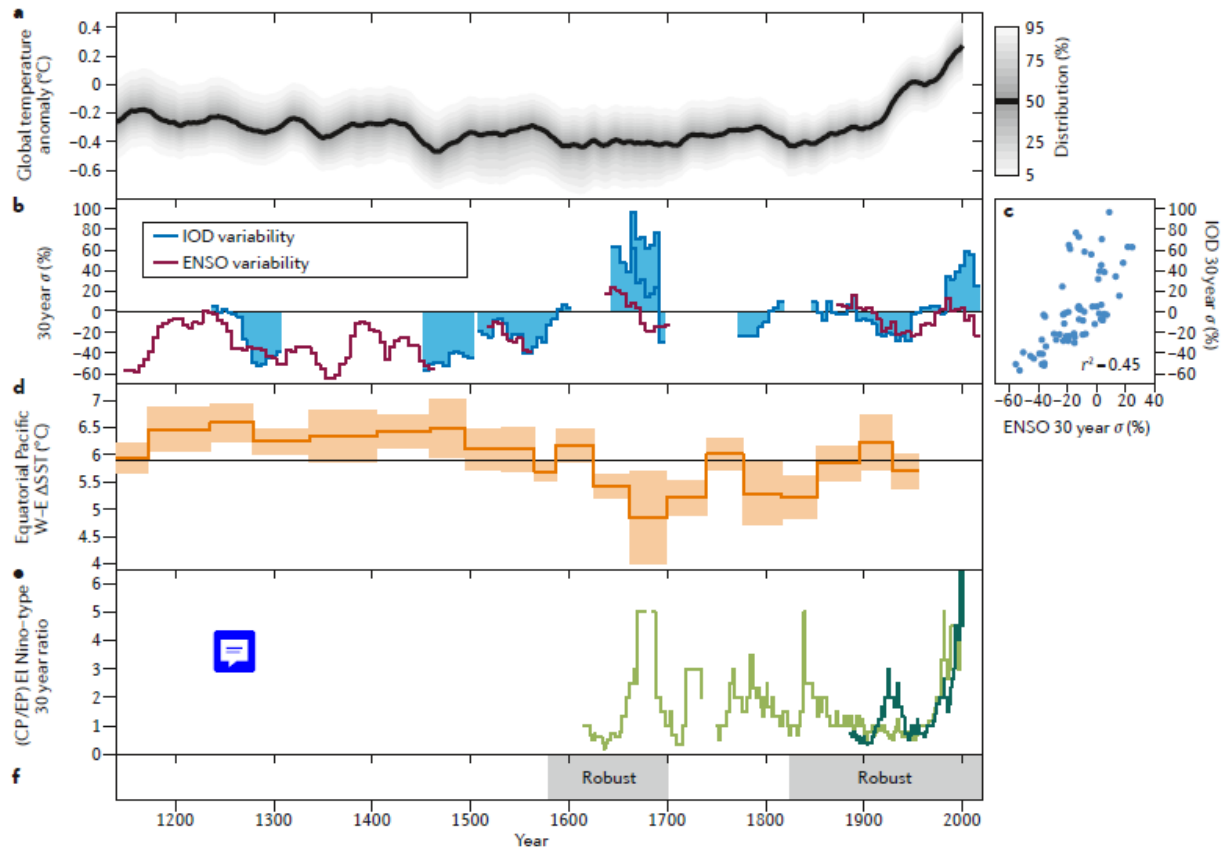 a
Global temperature
anomaly (°C)
0.4
0.2
0
−0.2
−0.4
−0.6
95
75
50
25
5
Distribution (%)
b
30 year σ (%)
100
80
60
40
20
0
−20
−40
−60
IOD variability
ENSO variability
c
100
80
60
40
20
0
−20
−40
−60
IOD 30 year σ (%)
r² = 0.45
−60 −40 −20 0 20 40
ENSO 30 year σ (%)
d
Equatorial Pacific
W–E ΔSST (°C)
7
6.5
6
5.5
5
4.5
4
e
(CP/EP) El Nino-type
30 year ratio
6
5
4
3
2
1
0
f
Robust
Robust
1200 1300 1400 1500 1600 1700 1800 1900 2000
Year